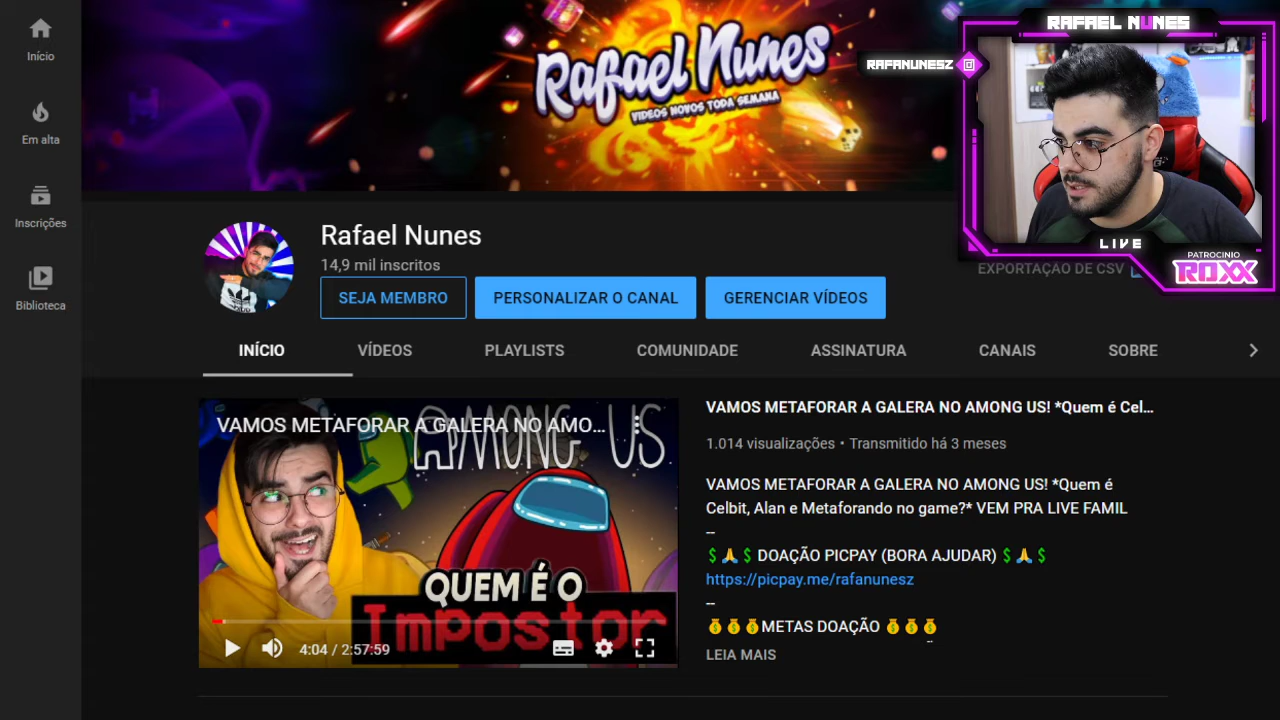 Início
Em alta
Inscrições
Biblioteca
Rafael Nunes
VIDEOS NOVOS TODA SEMANA
RAFAEL NUNES
RAFANUNESZ
LIVE
PATROCINIO
ROXX
Rafael Nunes
14,9 mil inscritos
EXPORTAÇÃO DE CSV
SEJA MEMBRO
PERSONALIZAR O CANAL
GERENCIAR VÍDEOS
INÍCIO
VÍDEOS
PLAYLISTS
COMUNIDADE
ASSINATURA
CANAIS
SOBRE
VAMOS METAFORAR A GALERA NO AMO...
AMONG US
QUEM É O
Impostor
4:04 / 2:57:59
VAMOS METAFORAR A GALERA NO AMONG US! *Quem é Cel...
1.014 visualizações • Transmitido há 3 meses
VAMOS METAFORAR A GALERA NO AMONG US! *Quem é
Celbit, Alan e Metaforando no game?* VEM PRA LIVE FAMIL
--
💲🙏💲 DOAÇÃO PICPAY (BORA AJUDAR) 💲🙏💲
https://picpay.me/rafanunesz
--
💰💰💰METAS DOAÇÃO 💰💰💰
LEIA MAIS